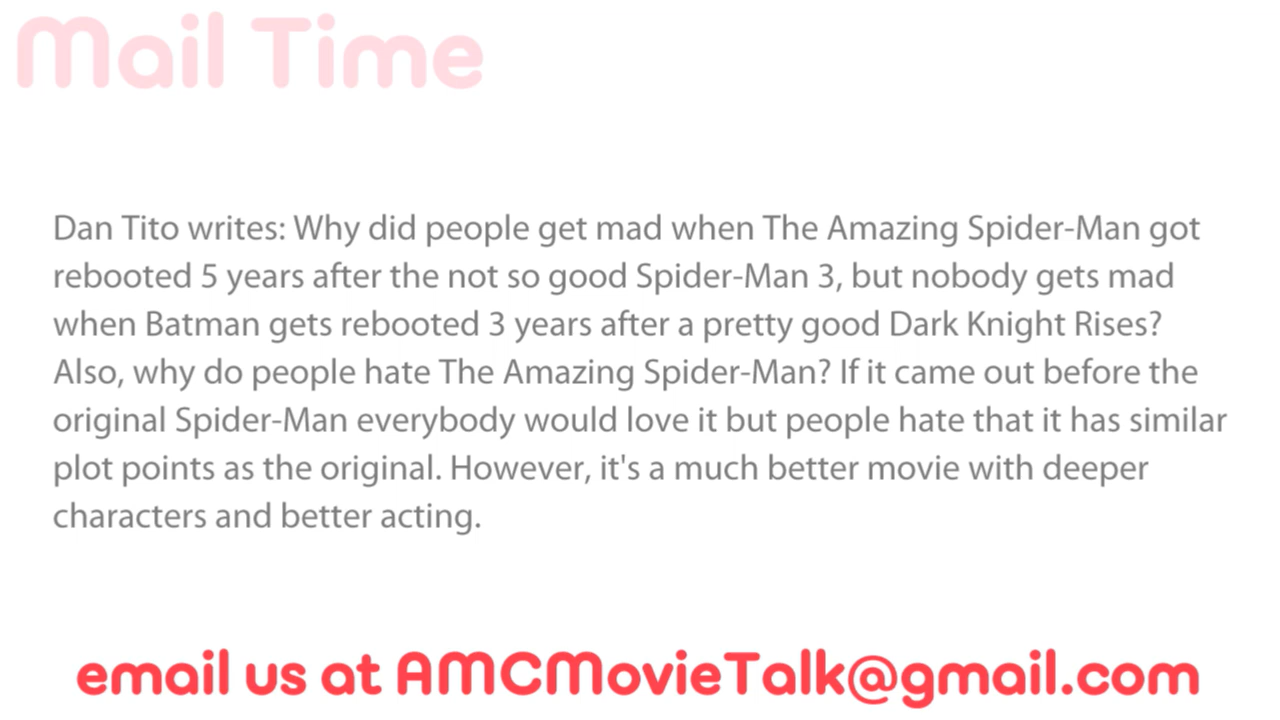 Mail Time
Dan Tito writes: Why did people get mad when The Amazing Spider-Man got
rebooted 5 years after the not so good Spider-Man 3, but nobody gets mad
when Batman gets rebooted 3 years after a pretty good Dark Knight Rises?
Also, why do people hate The Amazing Spider-Man? If it came out before the
original Spider-Man everybody would love it but people hate that it has similar
plot points as the original. However, it's a much better movie with deeper
characters and better acting.
email us at AMCMovieTalk@gmail.com